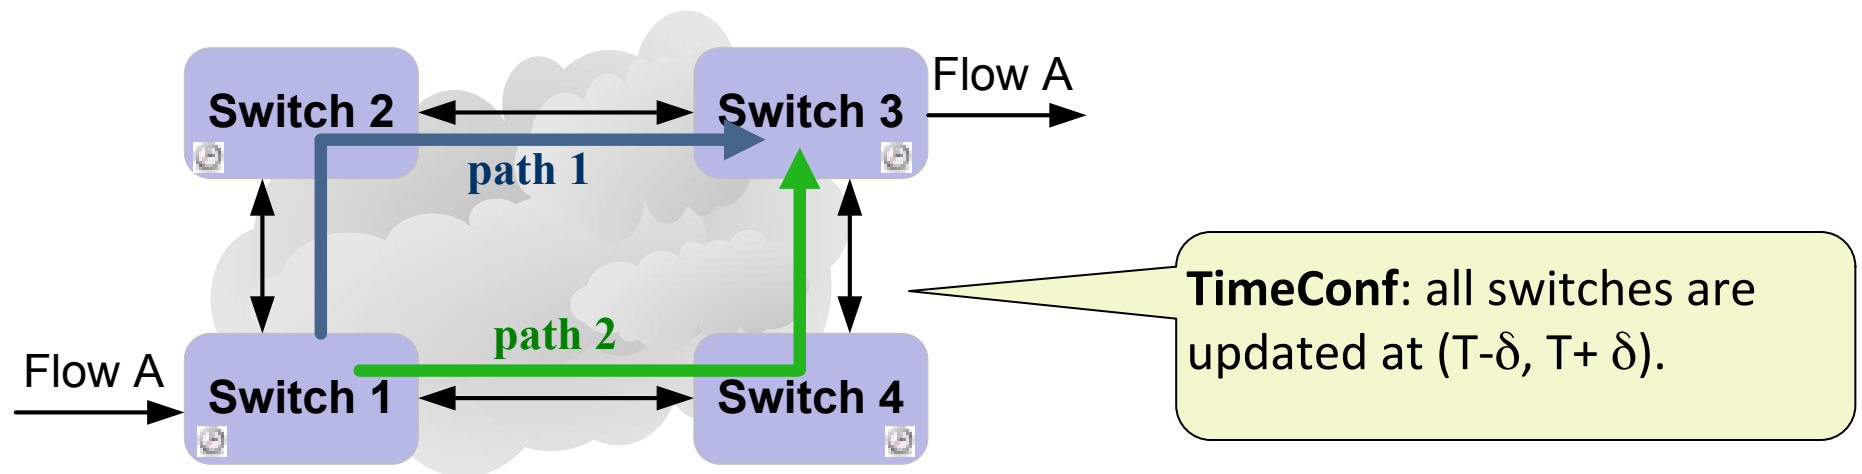 Switch 2
Switch 3
Flow A
path 1
TimeConf: all switches are
updated at (T-δ, T+ δ).
path 2
Flow A
Switch 1
Switch 4